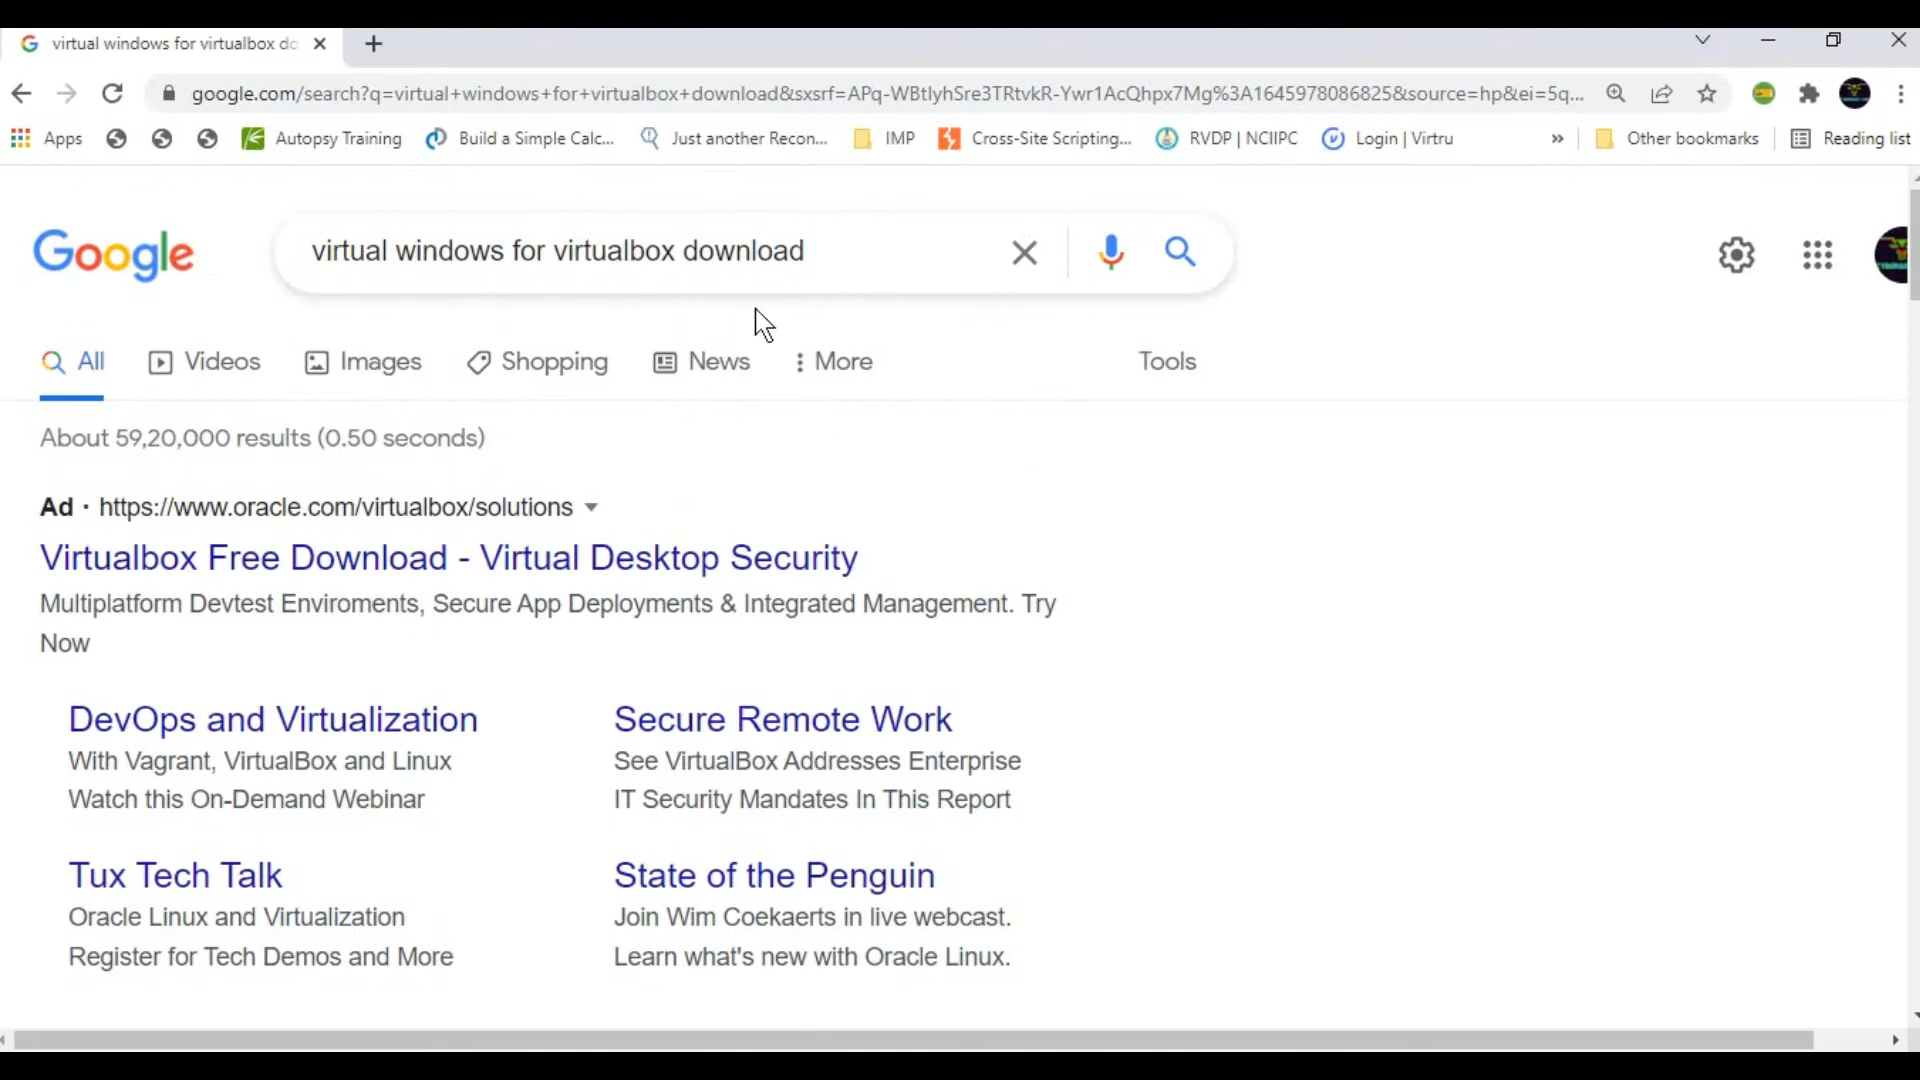 virtual windows for virtualbox do
google.com/search?q=virtual+windows+for+virtualbox+download&sxsrf=APq-WBtIyhSre3TRtvkR-Ywr1AcQhpx7Mg%3A1645978086825&source=hp&ei=5q...
Apps Autopsy Training Build a Simple Calc... Just another Recon... IMP Cross-Site Scripting... RVDP | NCIIPC Login | Virtru » Other bookmarks Reading list
Google virtual windows for virtualbox download
All Videos Images Shopping News More Tools
About 59,20,000 results (0.50 seconds)
Ad · https://www.oracle.com/virtualbox/solutions
Virtualbox Free Download - Virtual Desktop Security
Multiplatform Devtest Enviroments, Secure App Deployments & Integrated Management. Try
Now
DevOps and Virtualization
With Vagrant, VirtualBox and Linux
Watch this On-Demand Webinar
Secure Remote Work
See VirtualBox Addresses Enterprise
IT Security Mandates In This Report
Tux Tech Talk
Oracle Linux and Virtualization
Register for Tech Demos and More
State of the Penguin
Join Wim Coekaerts in live webcast.
Learn what's new with Oracle Linux.